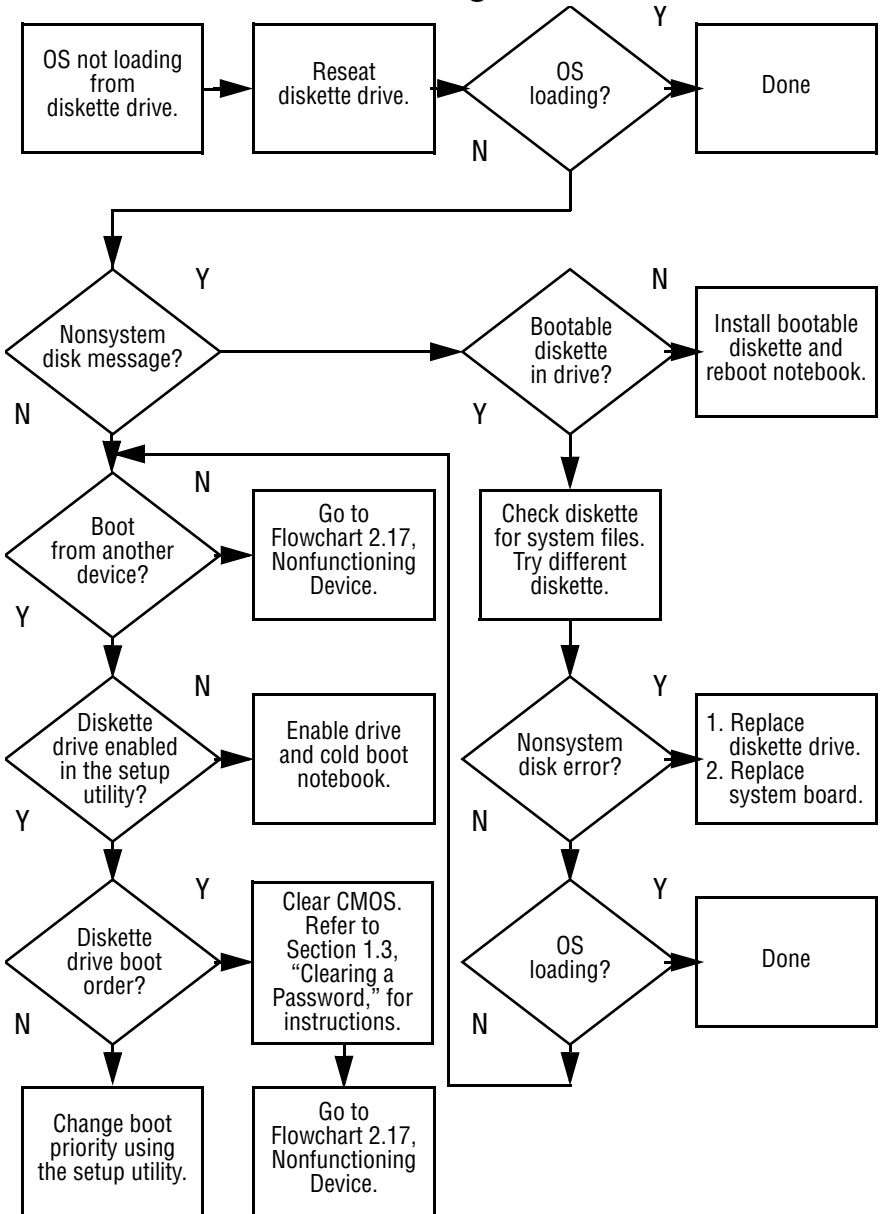 OS not loading
from
diskette drive.
Reseat
diskette drive.
OS
loading?
Y
Done
N
Nonsystem
disk message?
Y
N
Bootable
diskette
in drive?
N
Install bootable
diskette and
reboot notebook.
Y
Boot
from another
device?
N
Go to
Flowchart 2.17,
Nonfunctioning
Device.
Y
Check diskette
for system files.
Try different
diskette.
Diskette
drive enabled
in the setup
utility?
N
Enable drive
and cold boot
notebook.
Y
Nonsystem
disk error?
Y
1. Replace
diskette drive.
2. Replace
system board.
N
Diskette
drive boot
order?
Y
Clear CMOS.
Refer to
Section 1.3,
“Clearing a
Password,” for
instructions.
N
OS
loading?
Y
Done
N
Change boot
priority using
the setup utility.
Go to
Flowchart 2.17,
Nonfunctioning
Device.